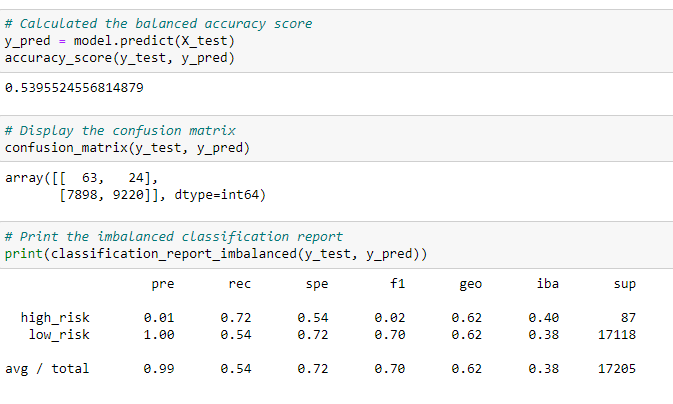 # Calculated the balanced accuracy score
y_pred = model.predict(X_test)
accuracy_score(y_test, y_pred)
0.5395524556814879
# Display the confusion matrix
confusion_matrix(y_test, y_pred)
array([[  63,   24],
       [7898, 9220]], dtype=int64)
# Print the imbalanced classification report
print(classification_report_imbalanced(y_test, y_pred))
pre rec spe f1 geo iba sup
high_risk 0.01 0.72 0.54 0.02 0.62 0.40 87
low_risk 1.00 0.54 0.72 0.70 0.62 0.38 17118
avg / total 0.99 0.54 0.72 0.70 0.62 0.38 17205